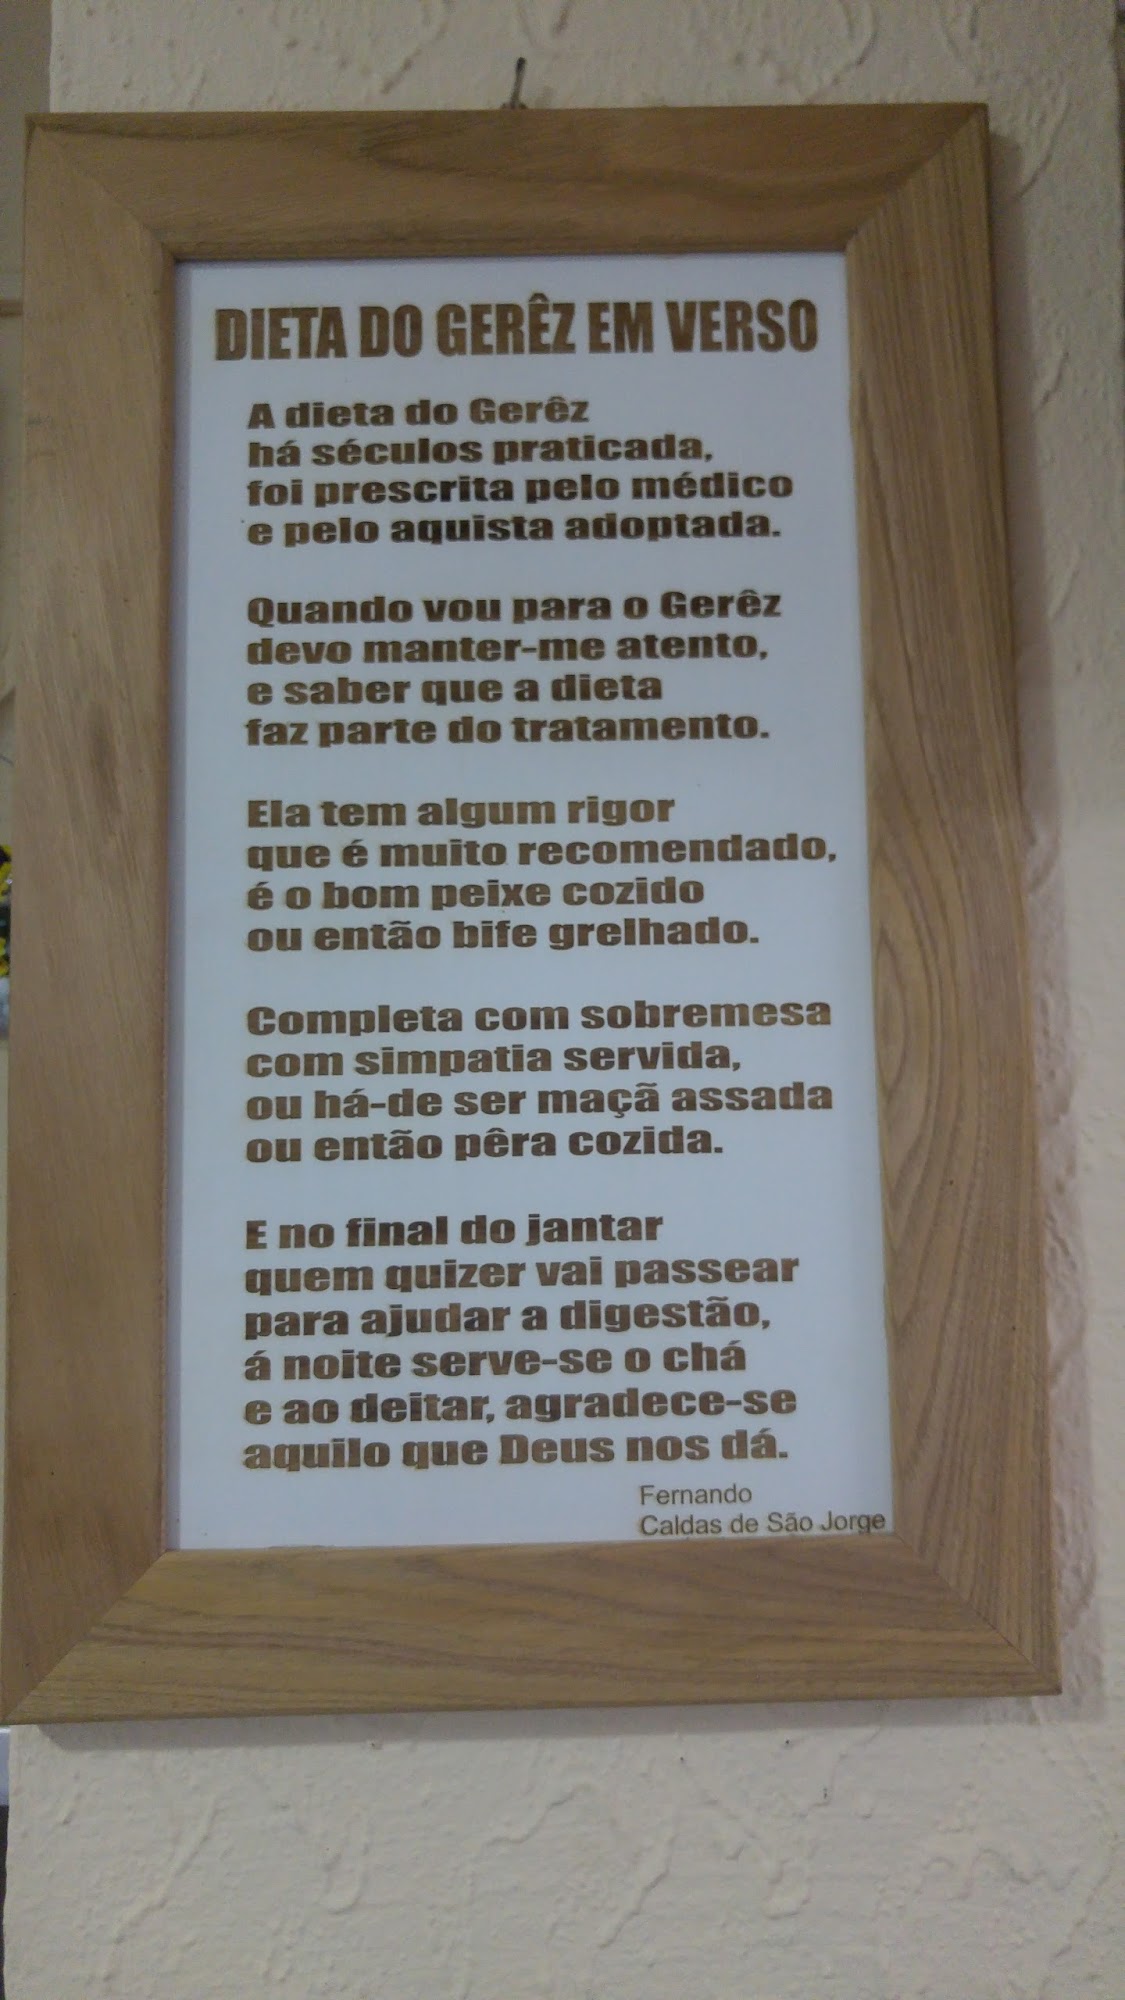 DIETA DO GERÊZ EM VERSO
A dieta do Gerêz
há séculos praticada,
foi prescrita pelo médico
e pelo aquista adoptada.
Quando vou para o Gerêz
devo manter-me atento,
e saber que a dieta
faz parte do tratamento.
Ela tem algum rigor
que é muito recomendado,
é o bom peixe cozido
ou então bife grelhado.
Completa com sobremesa
com simpatia servida,
ou há-de ser maçã assada
ou então pêra cozida.
E no final do jantar
quem quizer vai passear
para ajudar a digestão,
á noite serve-se o chá
e ao deitar, agradece-se
aquilo que Deus nos dá.
Fernando
Caldas de São Jorge